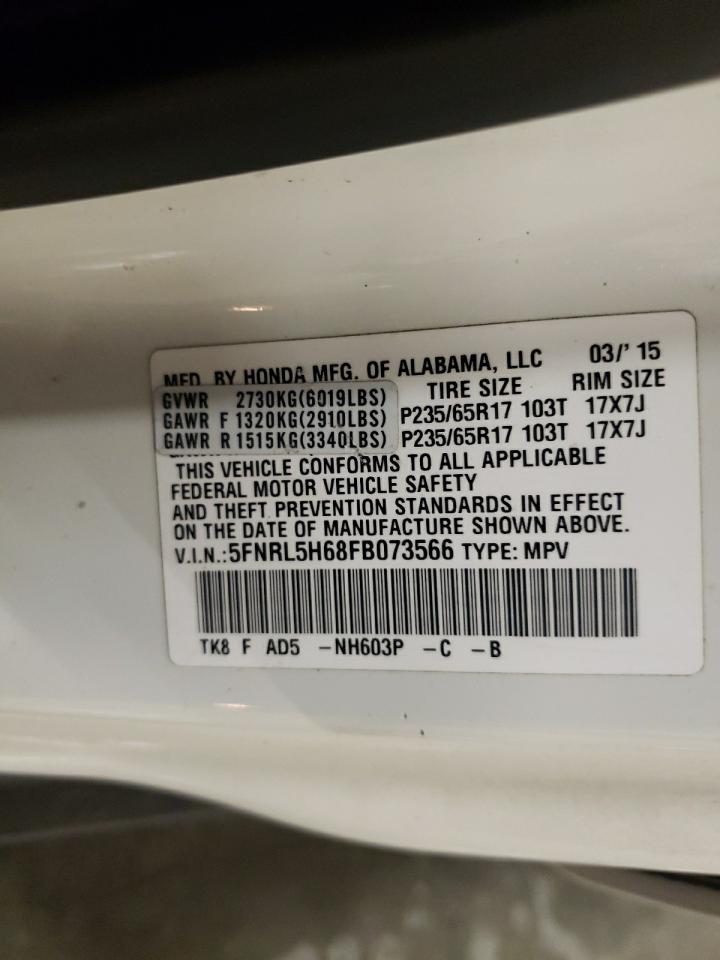 MFD. BY HONDA MFG. OF ALABAMA, LLC 03/' 15
TIRE SIZE RIM SIZE
GVWR 2730KG(6019LBS)
GAWR F 1320KG(2910LBS) P235/65R17 103T 17X7J
GAWR R 1515KG(3340LBS) P235/65R17 103T 17X7J
THIS VEHICLE CONFORMS TO ALL APPLICABLE
FEDERAL MOTOR VEHICLE SAFETY
AND THEFT PREVENTION STANDARDS IN EFFECT
ON THE DATE OF MANUFACTURE SHOWN ABOVE.
V.I.N.:5FNRL5H68FB073566 TYPE: MPV
TK8 F AD5 -NH603P -C -B